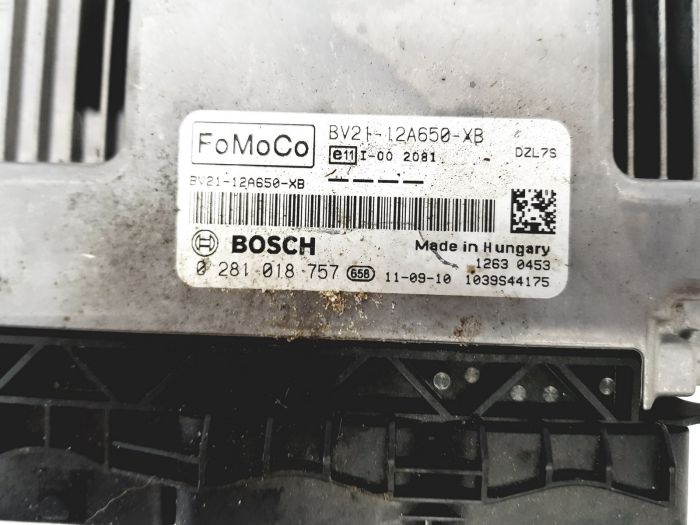 FoMoCo
BV21-12A650-XB
e11 I-00 2081
DZL7S
BV21-12A650-XB
BOSCH
Made in Hungary
1263 0453
0 281 018 757 658 11-09-10 1039S44175